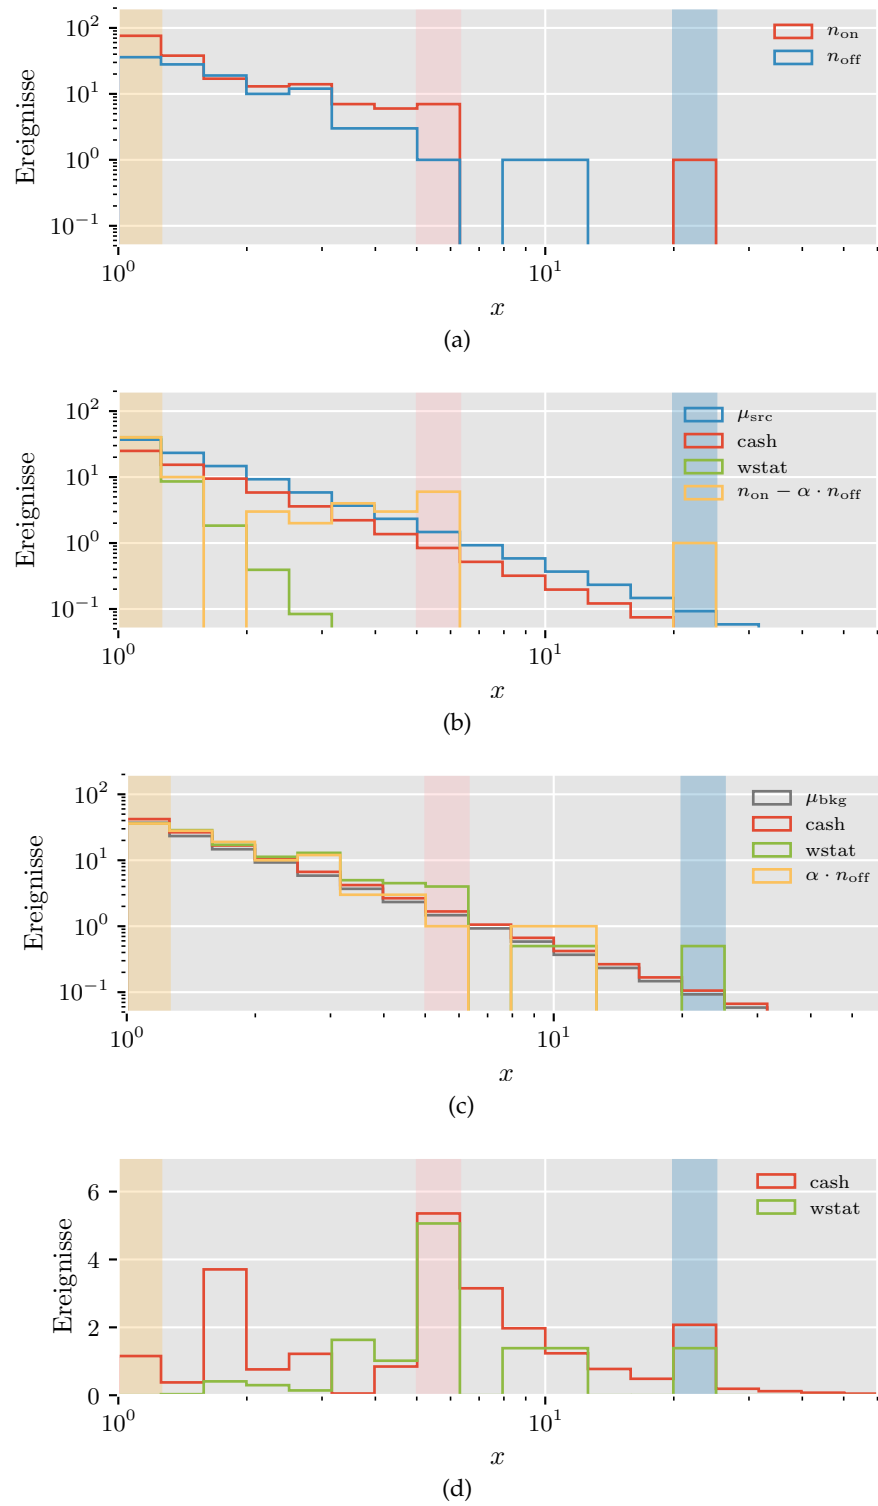 10²
10¹
10⁰
10⁻¹
Ereignisse
n_on
n_off
10⁰
10¹
x
(a)
10²
10¹
10⁰
10⁻¹
Ereignisse
μ_src
cash
wstat
n_on − α · n_off
10⁰
10¹
x
(b)
10²
10¹
10⁰
10⁻¹
Ereignisse
μ_bkg
cash
wstat
α · n_off
10⁰
10¹
x
(c)
6
4
2
0
Ereignisse
cash
wstat
10⁰
10¹
x
(d)